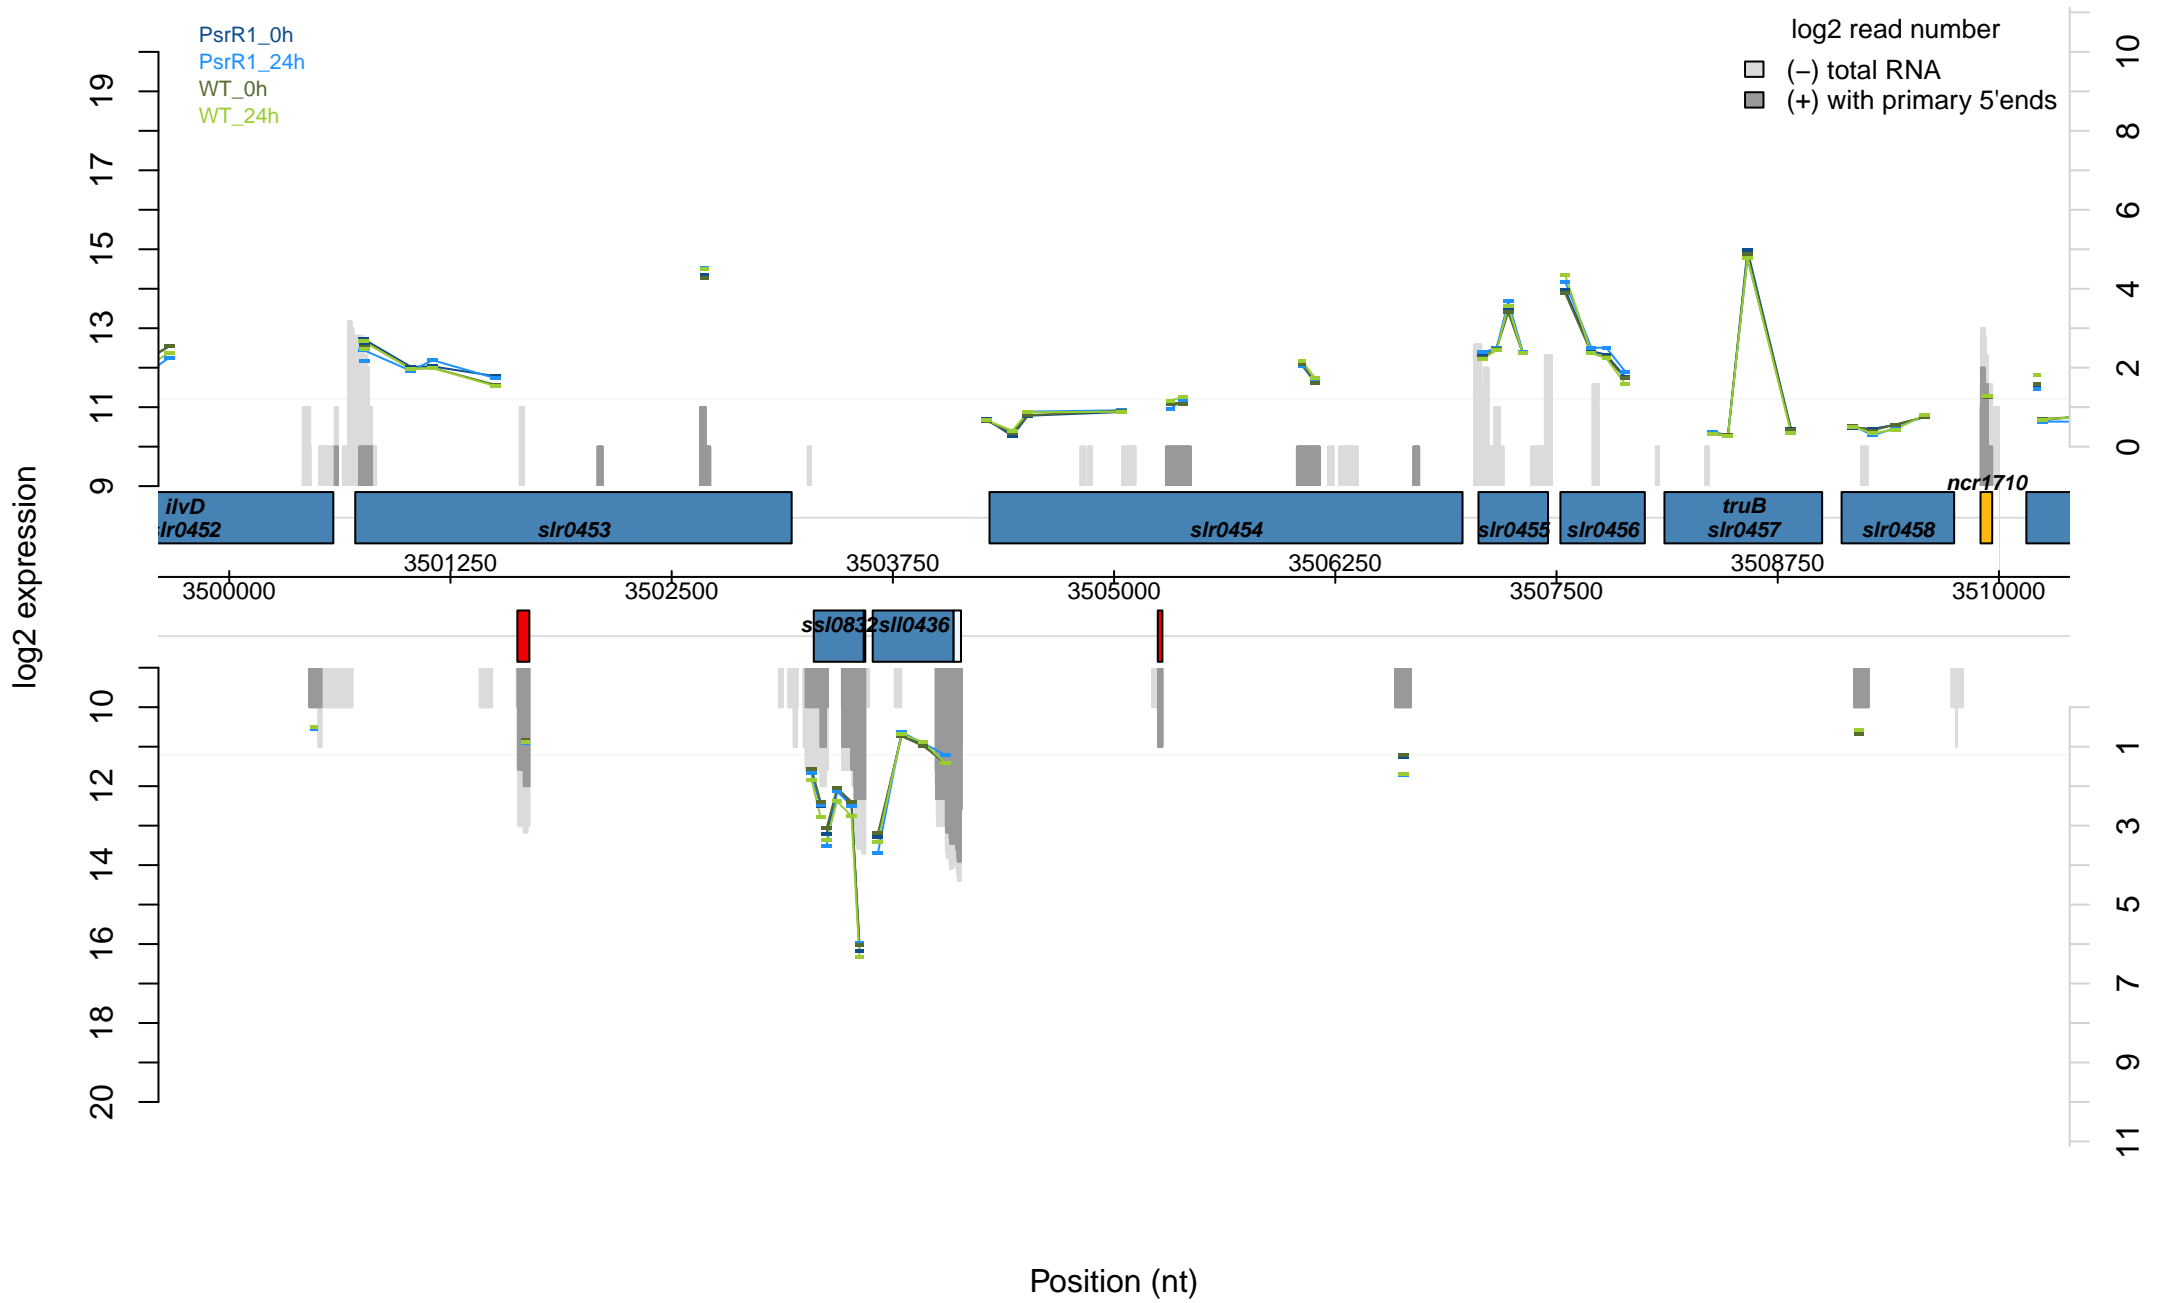 PsrR1_0h
PsrR1_24h
WT_0h
WT_24h
log2 read number
(−) total RNA
(+) with primary 5'ends
19
17
15
13
11
9
10
8
6
4
2
0
log2 expression
ncr1710
ilvD
slr0452
slr0453
slr0454
slr0455
slr0456
truB
slr0457
slr0458
3501250
3503750
3506250
3508750
3500000
3502500
3505000
3507500
3510000
ssl0832
sll0436
10
12
14
16
18
20
1
3
5
7
9
11
Position (nt)